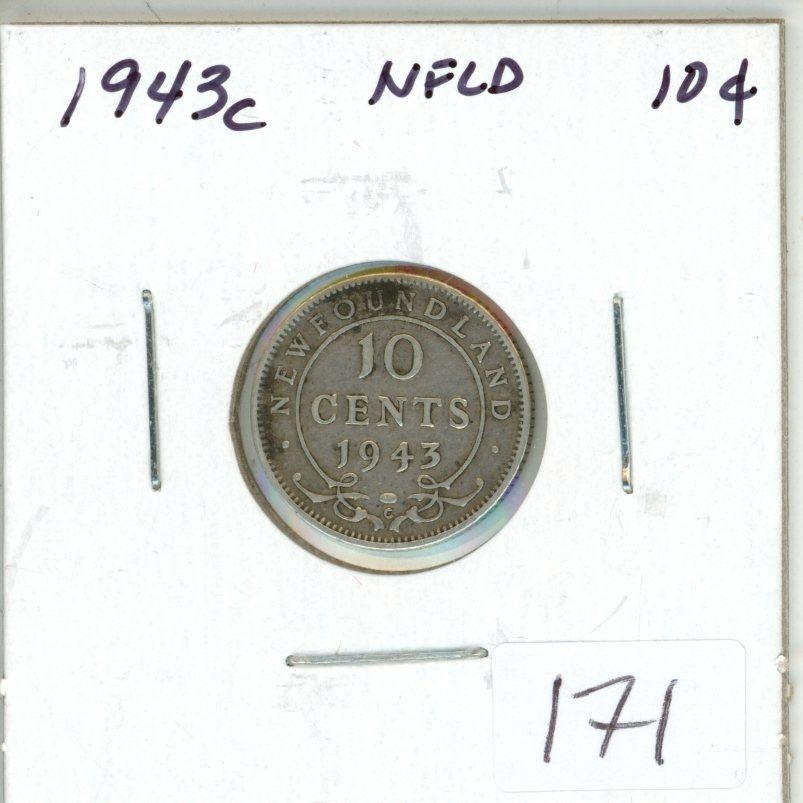 1943c NFLD 10¢
NEWFOUNDLAND
10
CENTS
1943
C
171